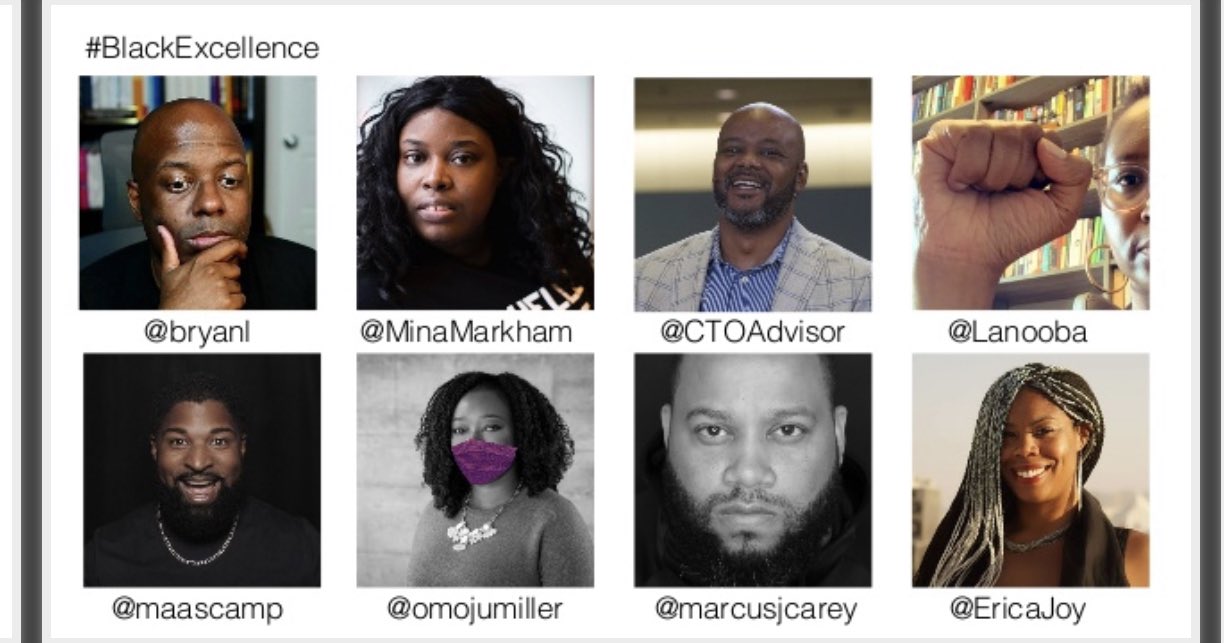 #BlackExcellence
@bryanl
@MinaMarkham
@CTOAdvisor
@Lanooba
@maascamp
@omojumiller
@marcusjcarey
@EricaJoy